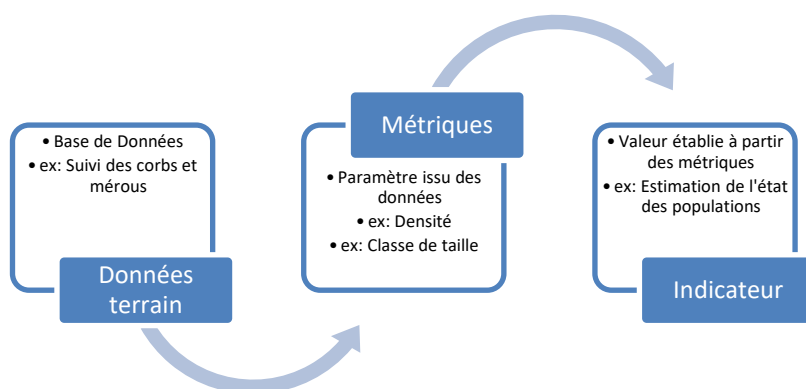 • Base de Données
• ex: Suivi des corbs et
mérous
Données
terrain
Métriques
• Paramètre issu des
données
• ex: Densité
• ex: Classe de taille
• Valeur établie à partir
des métriques
• ex: Estimation de l'état
des populations
Indicateur